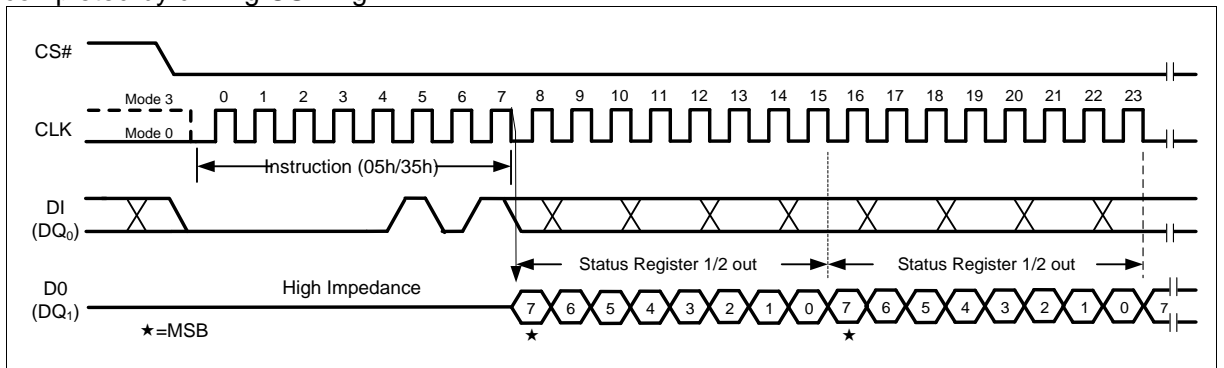 CS#
Mode 3
0 1 2 3 4 5 6 7 8 9 10 11 12 13 14 15 16 17 18 19 20 21 22 23
CLK
Mode 0
Instruction (05h/35h)
DI
(DQ0)
Status Register 1/2 out Status Register 1/2 out
D0
High Impedance
(DQ1)
7 6 5 4 3 2 1 0 7 6 5 4 3 2 1 0 7
★=MSB
★ ★